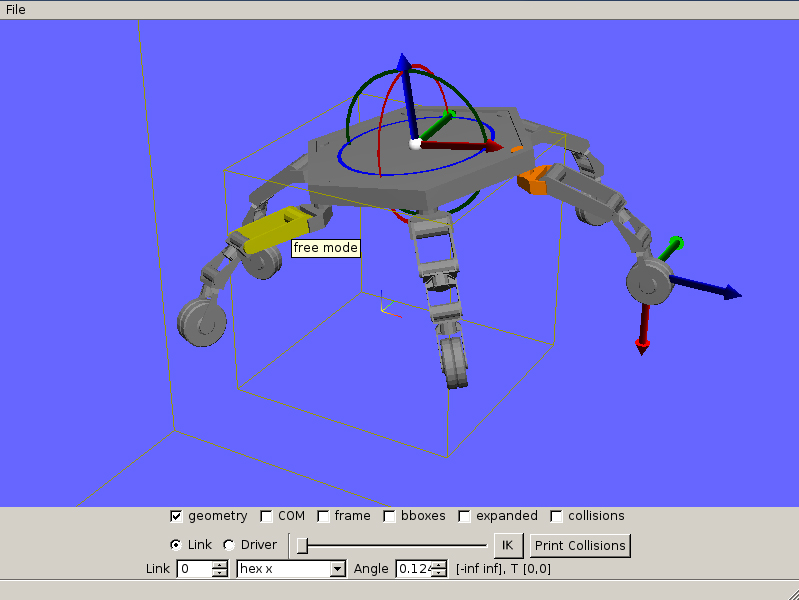 File
free mode
geometry COM frame bboxes expanded collisions
Link Driver IK Print Collisions
Link 0 hex x Angle 0.124 [-inf inf], T [0,0]